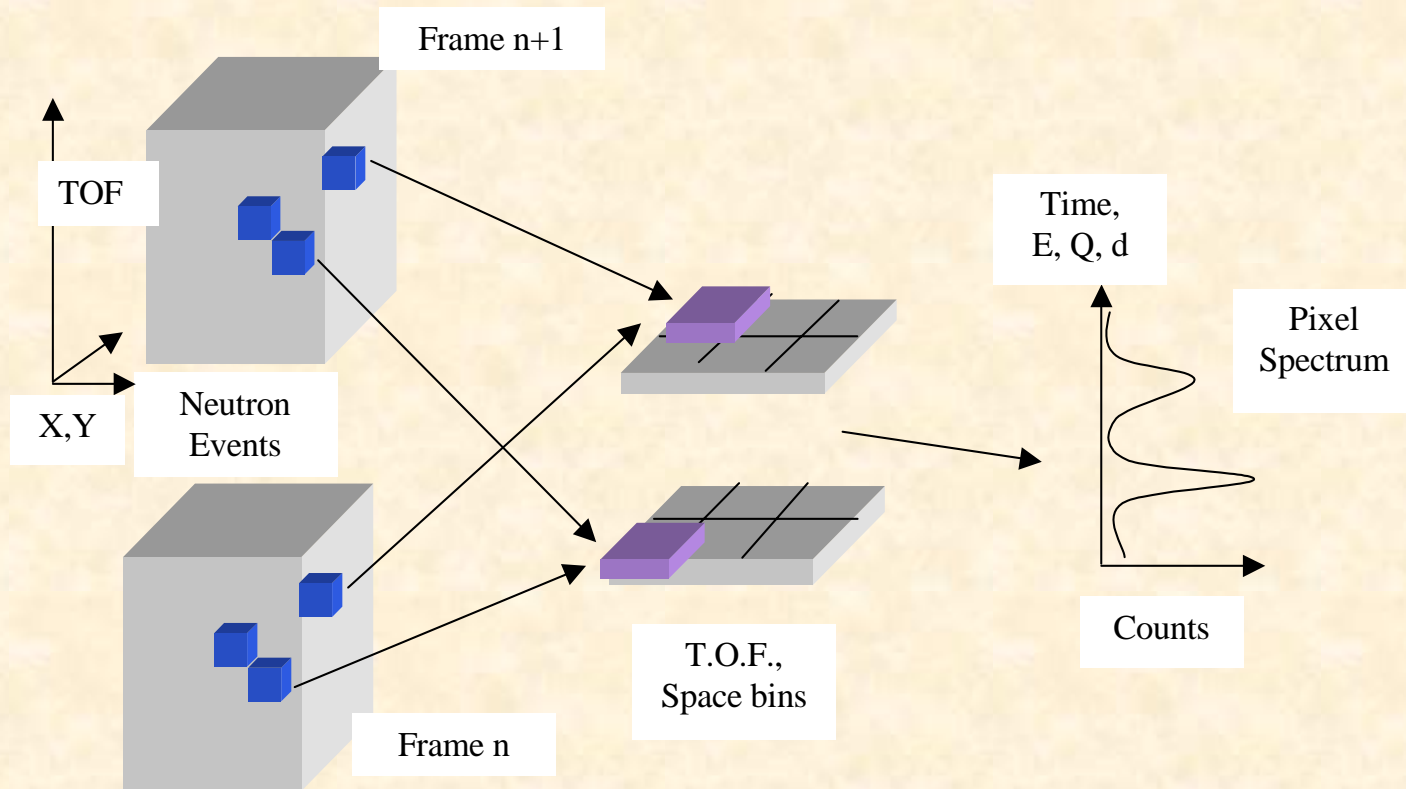 Frame n+1
TOF
X,Y
Neutron
Events
Frame n
T.O.F.,
Space bins
Time,
E, Q, d
Pixel
Spectrum
Counts